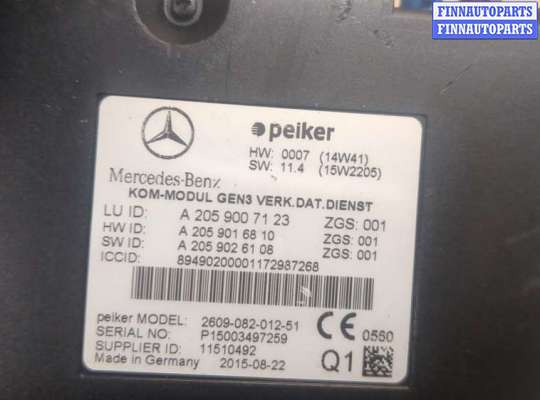 FINNAUTOPARTS
FINNAUTOPARTS
FINNAUTOPARTS
peiker
HW: 0007 (14W41)
SW: 11.4 (15W2205)
Mercedes-Benz
KOM-MODUL GEN3 VERK.DAT.DIENST
LU ID: A 205 900 71 23 ZGS: 001
HW ID: A 205 901 68 10 ZGS: 001
SW ID: A 205 902 61 08 ZGS: 001
ICCID: 89490200001172987268
peiker MODEL: 2609-082-012-51
SERIAL NO: P15003497259
SUPPLIER ID: 11510492
Made in Germany 2015-08-22
CE 0560
Q1